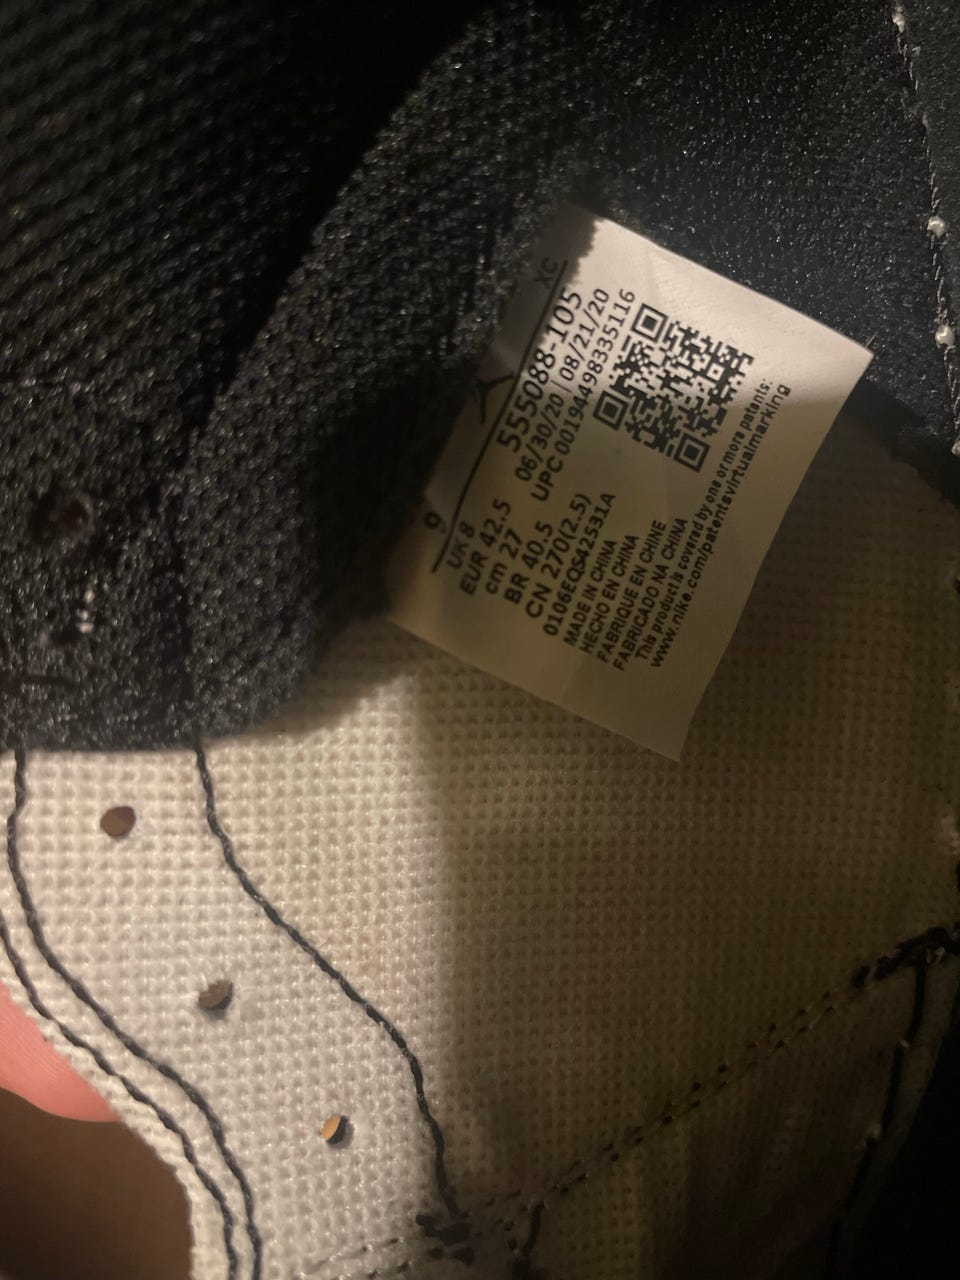 9 Y XC
UK 8
EUR 42.5
cm 27
BR 40.5
CN 270(2.5)
555088-105
06/30/20 | 08/21/20
UPC 00194498335116
0106EQS42531A
MADE IN CHINA
HECHO EN CHINA
FABRIQUE EN CHINE
FABRICADO NA CHINA
This product is covered by one or more patents:
www.nike.com/patentsvirtualmarking